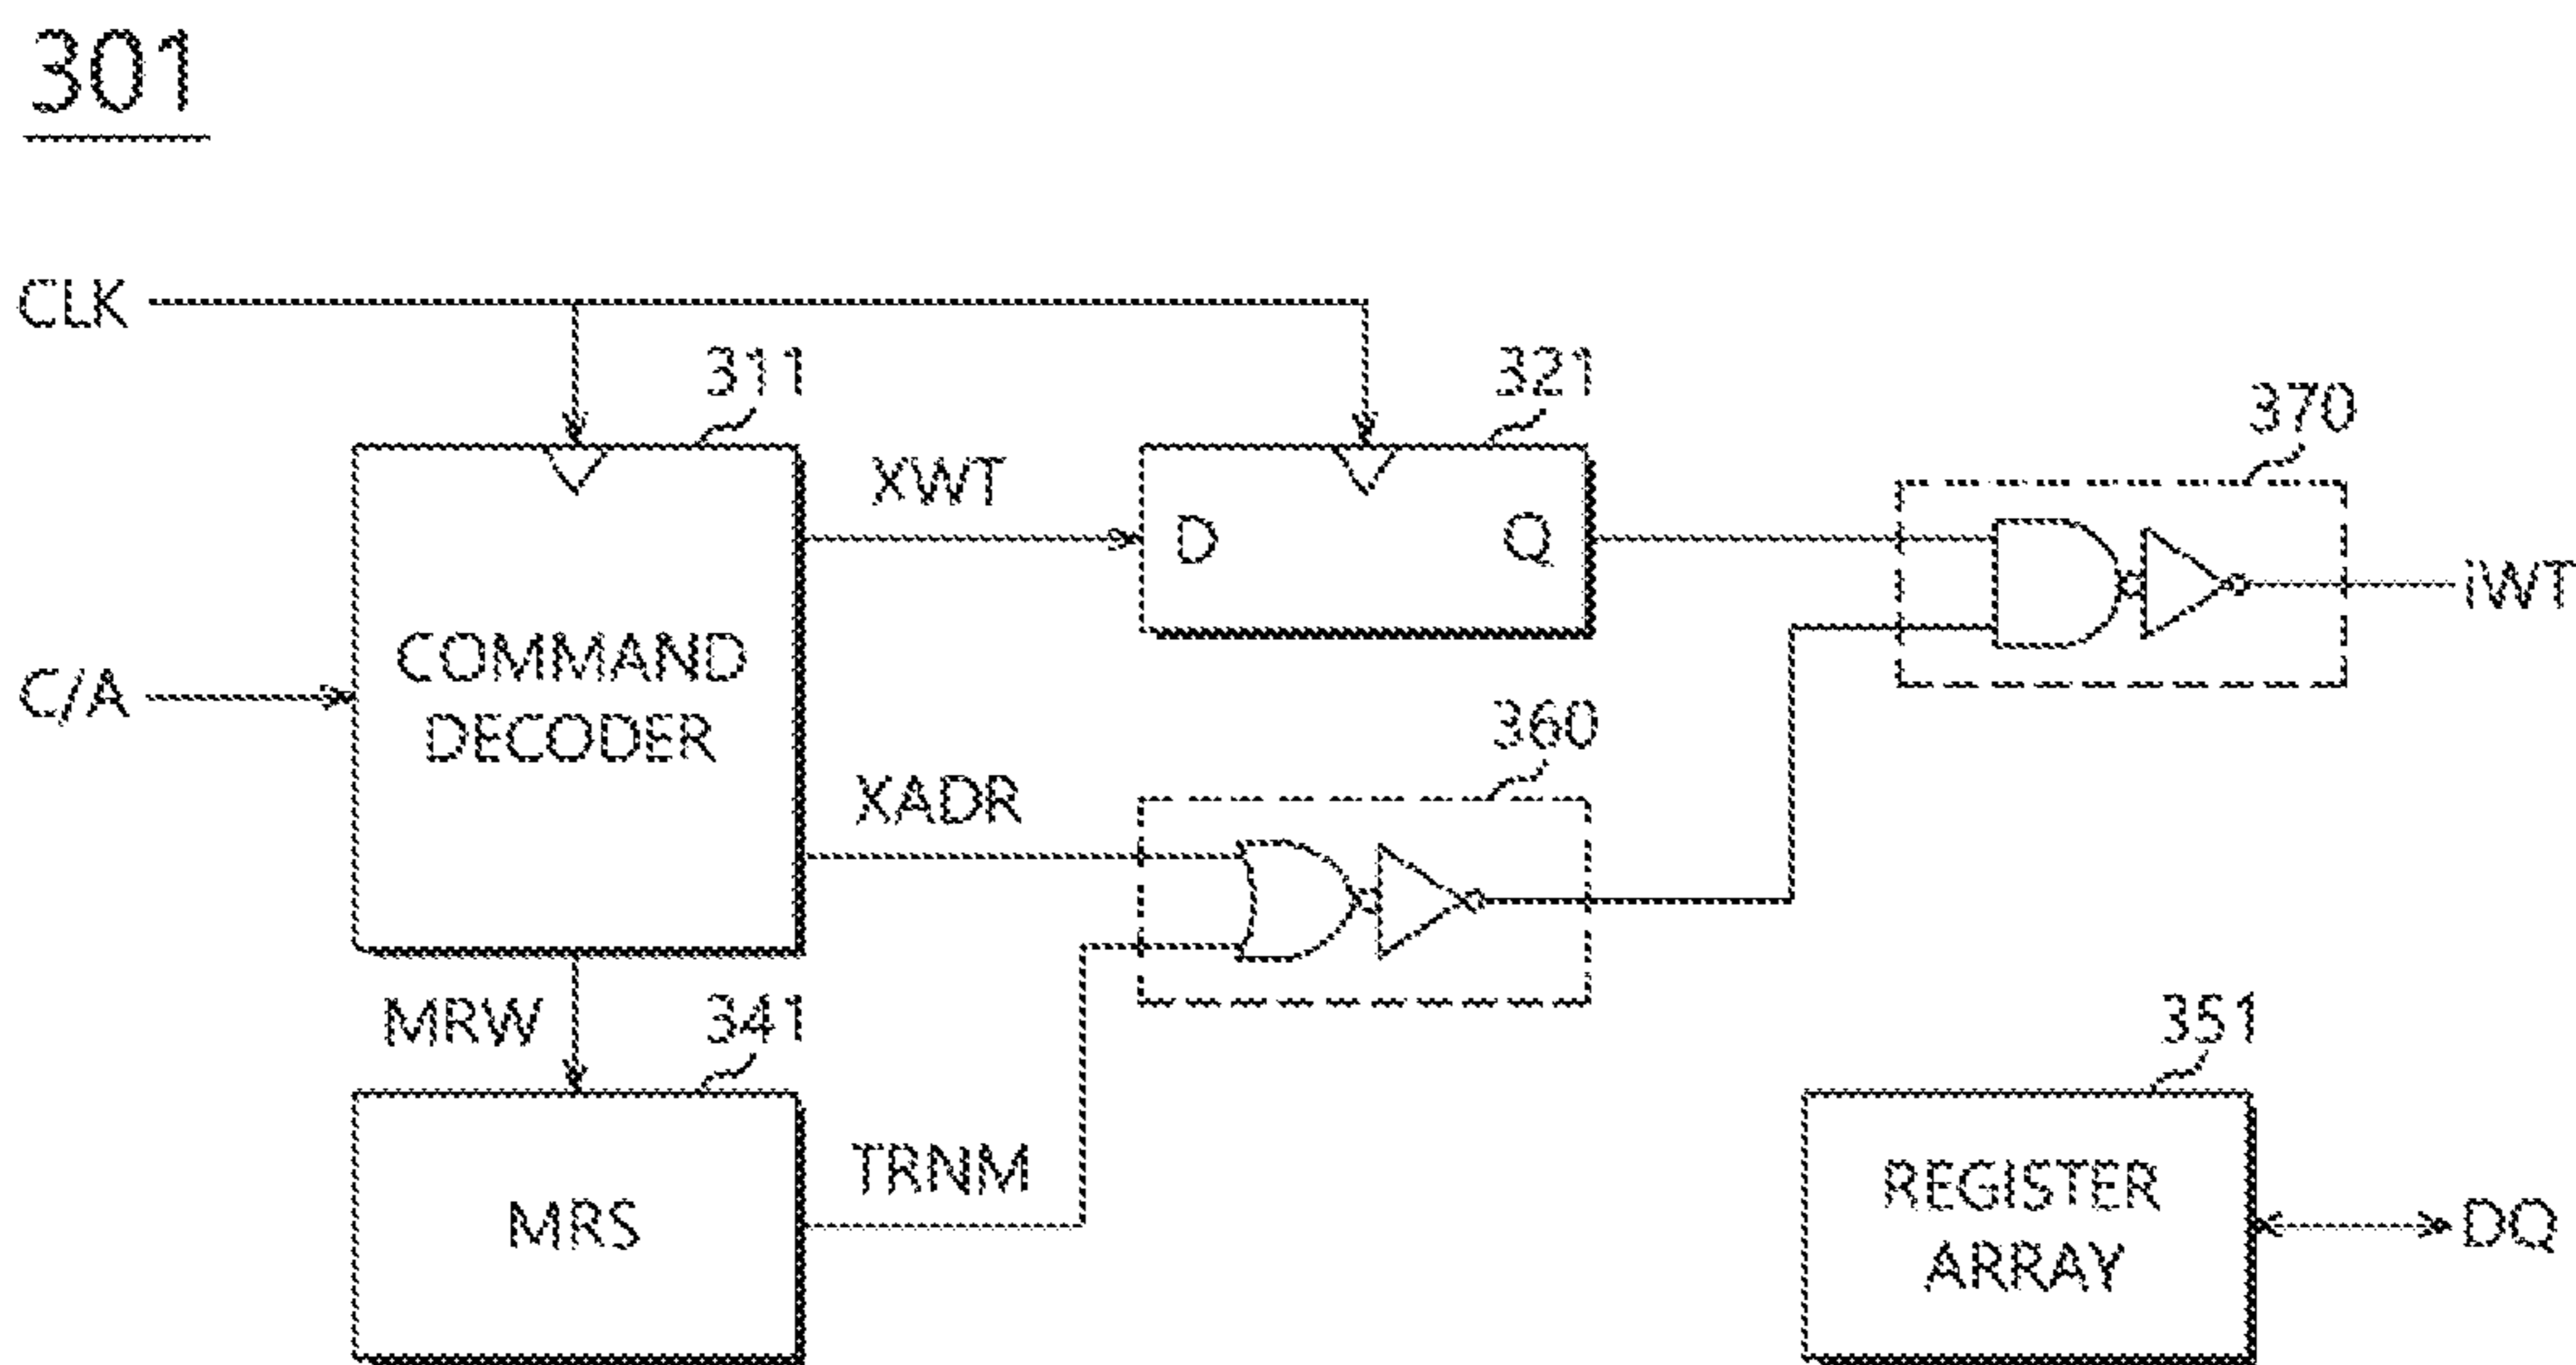 301
CLK
311
321
370
XWT
D
Q
iWT
COMMAND
DECODER
C/A
360
XADR
MRW
341
351
TRNM
MRS
REGISTER
ARRAY
DQ